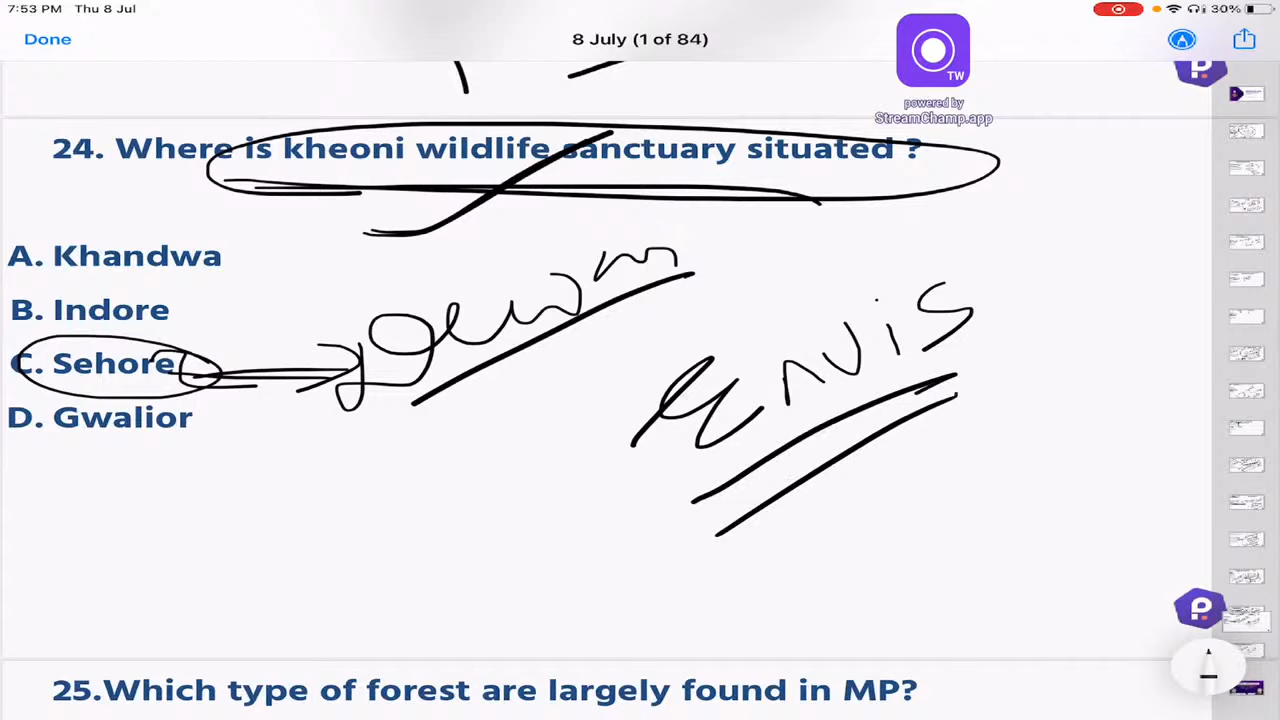 7:53 PM Thu 8 Jul 30%
Done 8 July (1 of 84)
TW
powered by
StreamChamp.app
24. Where is kheoni wildlife sanctuary situated ?
A. Khandwa
B. Indore
C. Sehore
D. Gwalior
Envis
25.Which type of forest are largely found in MP?